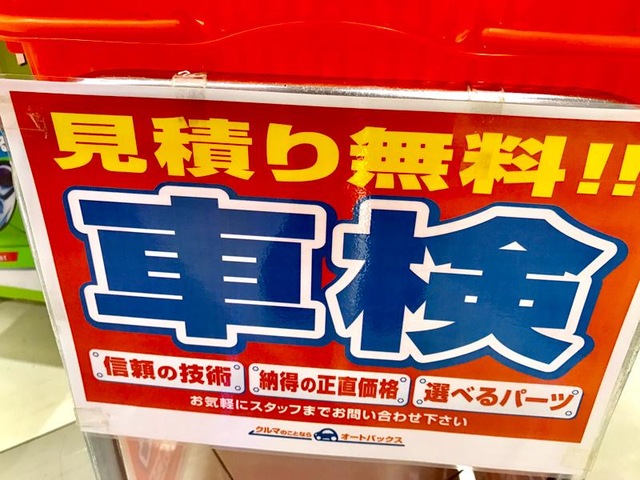 見積り無料!!
車検
信頼の技術 納得の正直価格 選べるパーツ
お気軽にスタッフまでお問い合わせ下さい
クルマのことなら オートバックス